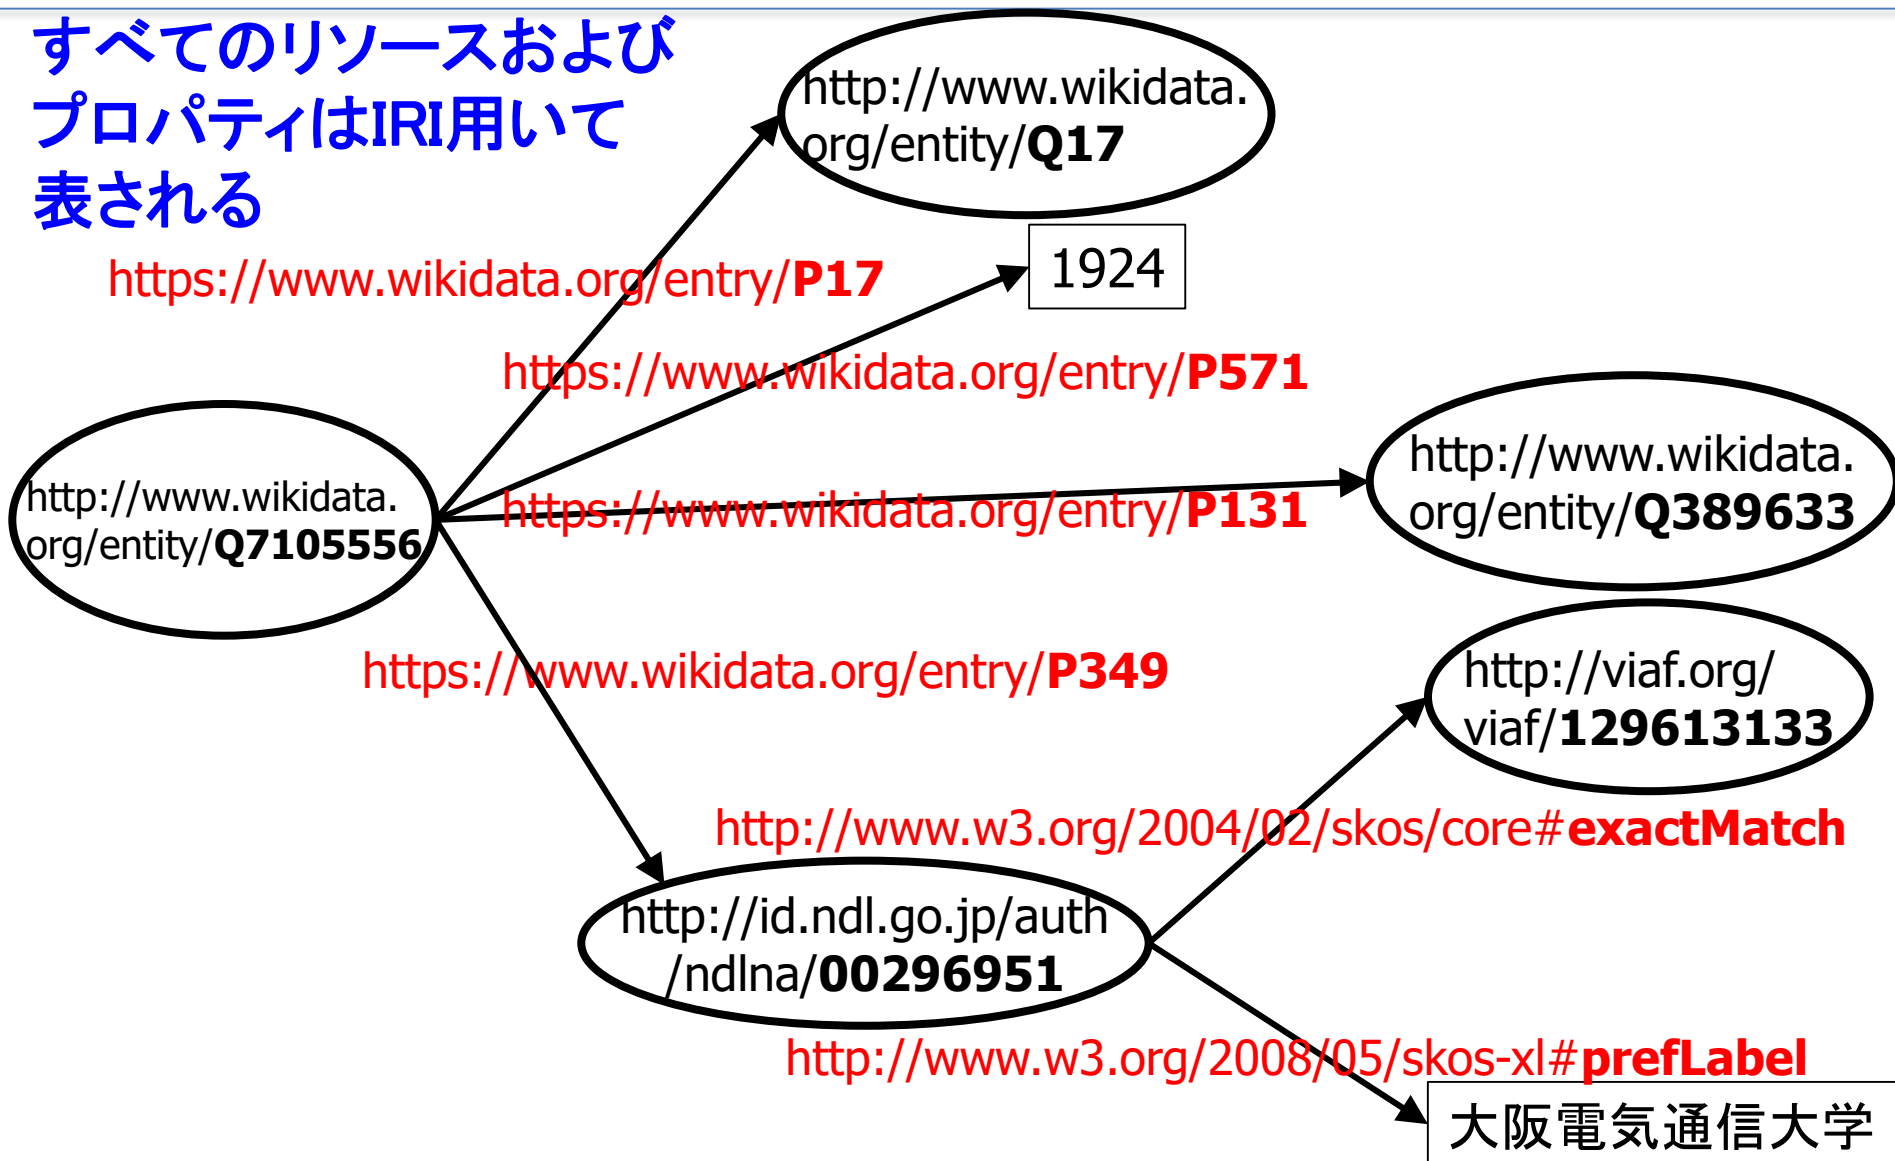 すべてのリソースおよび
プロパティはIRI用いて
表される
http://www.wikidata.
org/entity/Q17
https://www.wikidata.org/entry/P17
1924
https://www.wikidata.org/entry/P571
http://www.wikidata.
org/entity/Q7105556
https://www.wikidata.org/entry/P131
http://www.wikidata.
org/entity/Q389633
https://www.wikidata.org/entry/P349
http://viaf.org/
viaf/129613133
http://www.w3.org/2004/02/skos/core#exactMatch
http://id.ndl.go.jp/auth
/ndlna/00296951
http://www.w3.org/2008/05/skos-xl#prefLabel
大阪電気通信大学